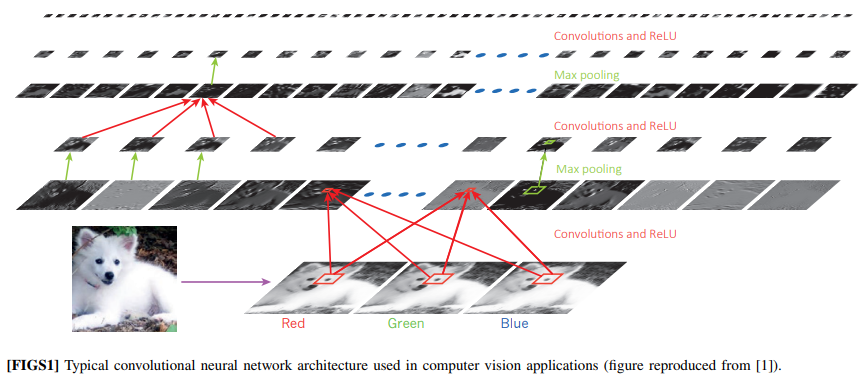 Convolutions and ReLU
Max pooling
Convolutions and ReLU
Max pooling
Convolutions and ReLU
Red Green Blue
[FIGS1] Typical convolutional neural network architecture used in computer vision applications (figure reproduced from [1]).